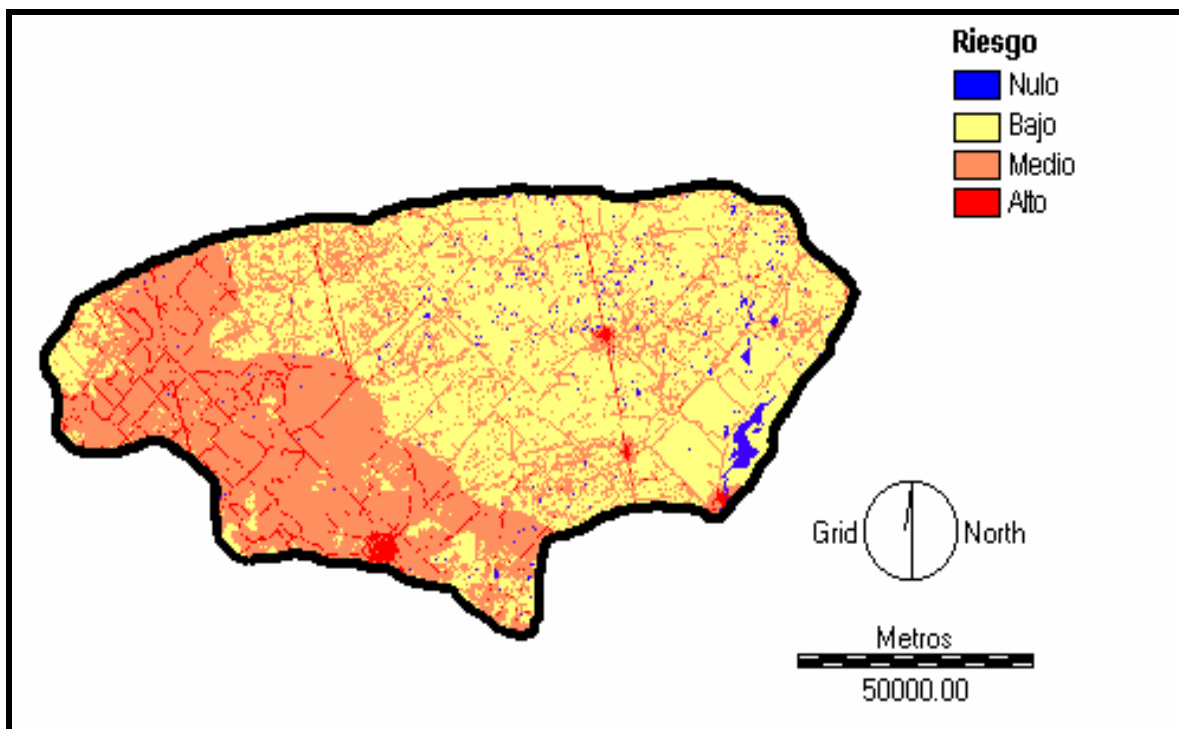 Riesgo
Nulo
Bajo
Medio
Alto
Grid North
Metros
50000.00